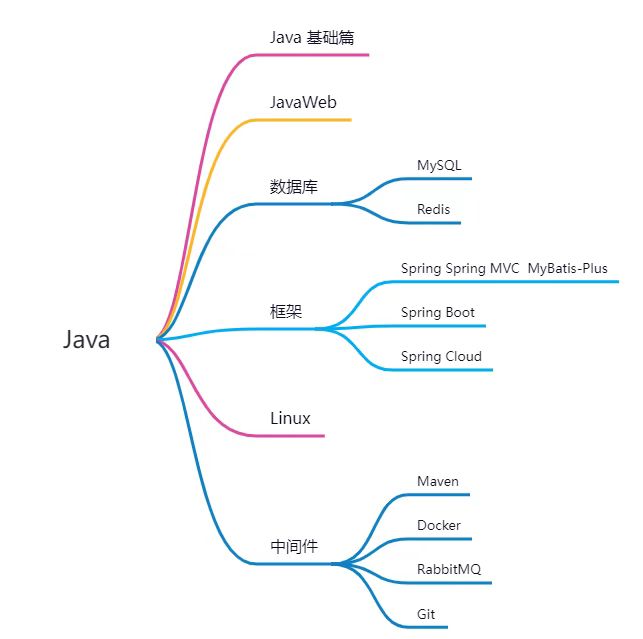 Java
Java 基础篇
JavaWeb
数据库
MySQL
Redis
框架
Spring Spring MVC  MyBatis-Plus
Spring Boot
Spring Cloud
Linux
中间件
Maven
Docker
RabbitMQ
Git